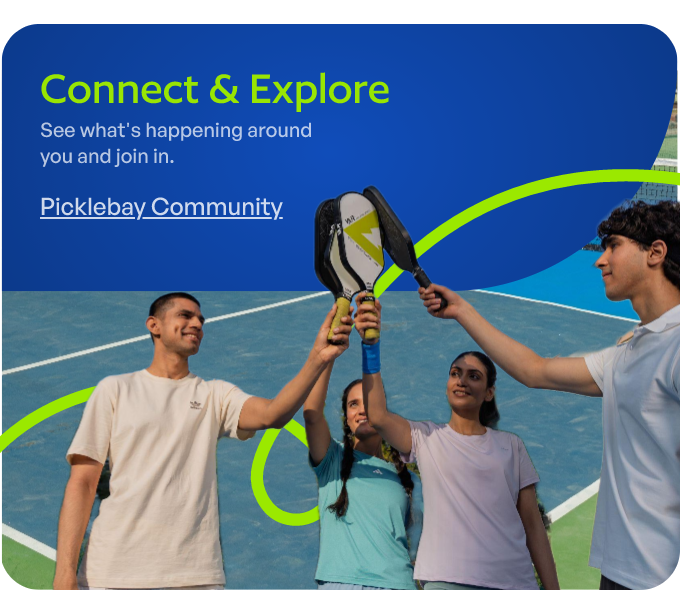 Connect & Explore
See what's happening around
you and join in.
Picklebay Community